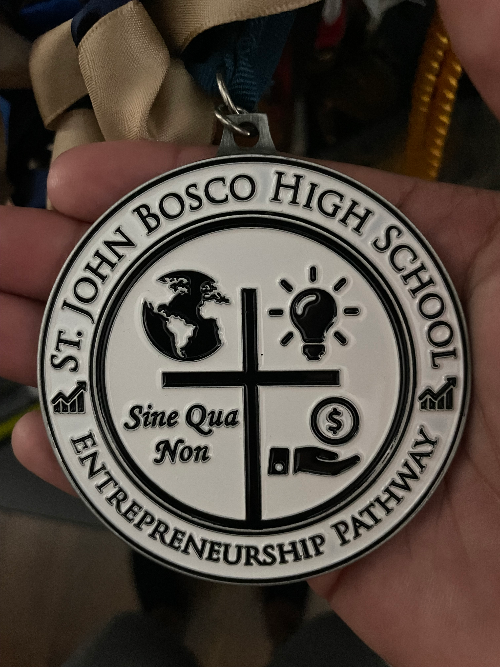 St. John Bosco High School
Sine Qua
Non
$
Entrepreneurship Pathway